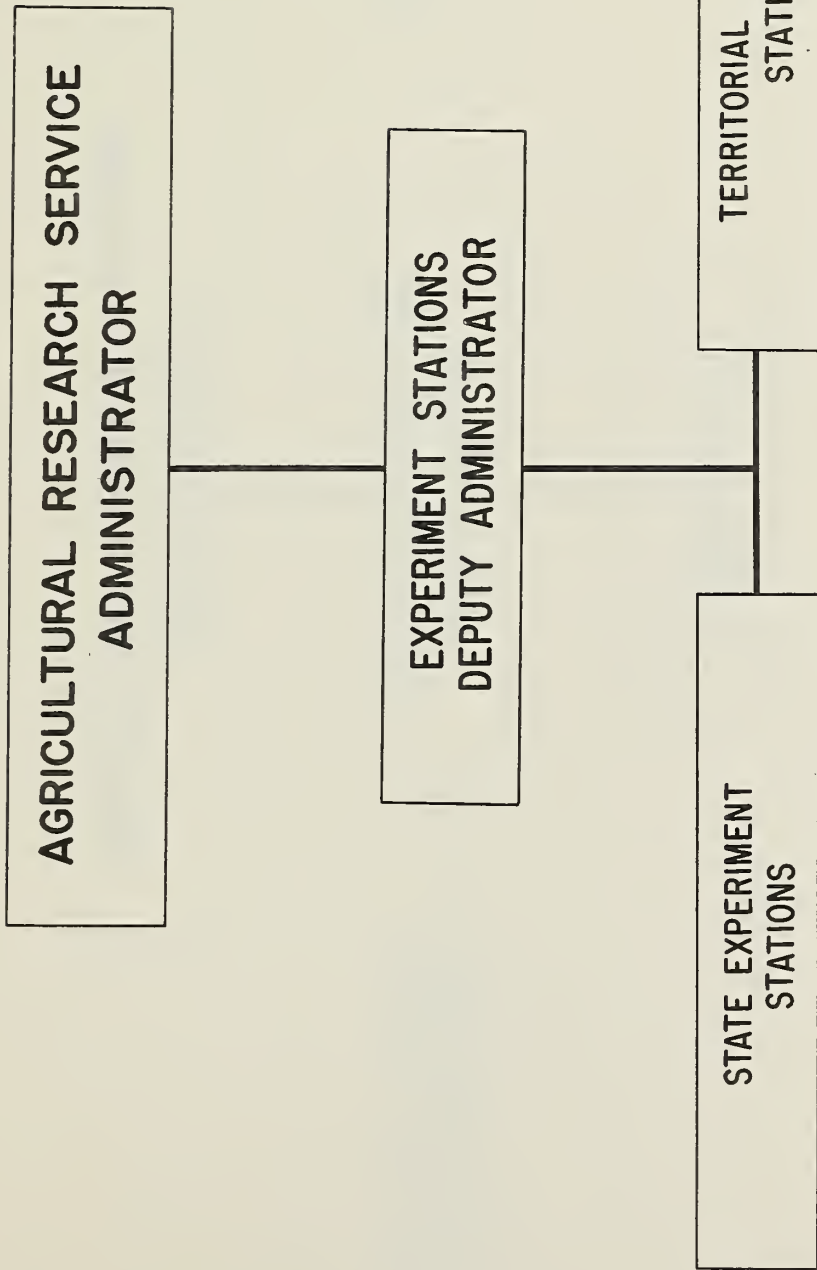 AGRICULTURAL RESEARCH SERVICE
ADMINISTRATOR
EXPERIMENT STATIONS
DEPUTY ADMINISTRATOR
STATE EXPERIMENT
STATIONS
TERRITORIAL